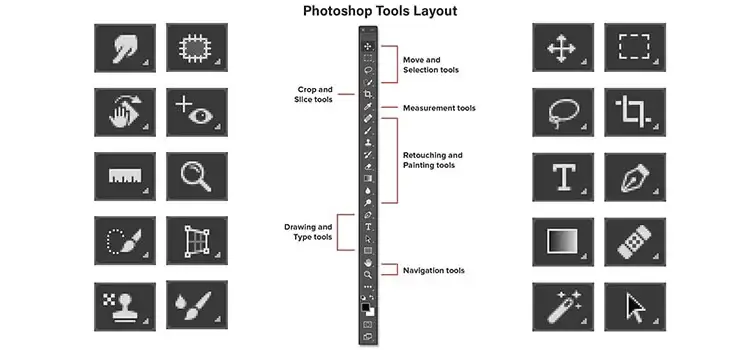 Photoshop Tools Layout
Move and
Selection tools
Crop and
Slice tools
Measurement tools
Retouching and
Painting tools
Drawing and
Type tools
Navigation tools